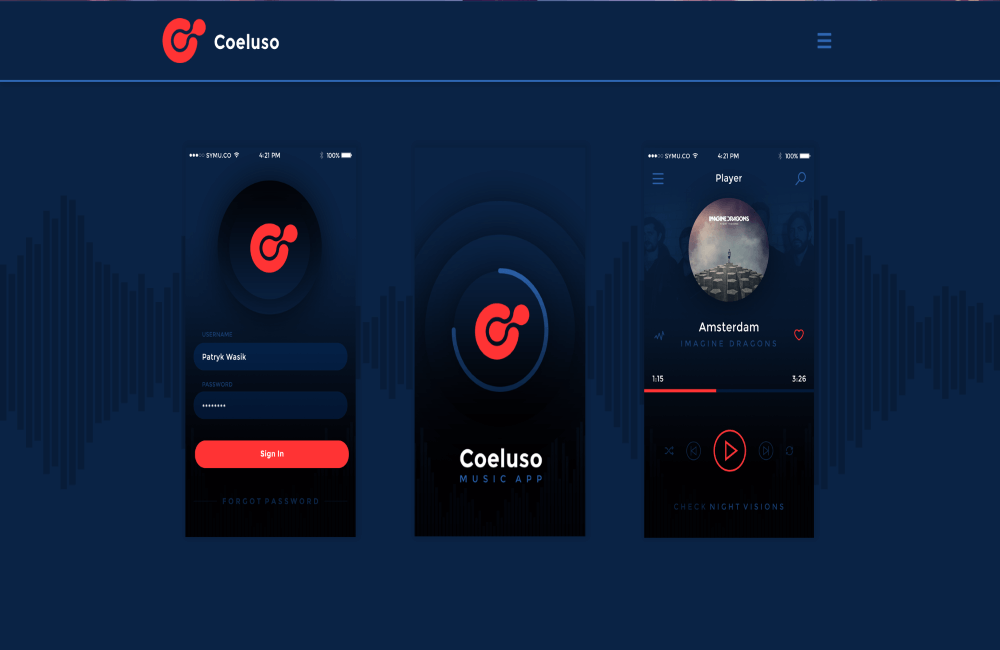 Coeluso
SYMU.CO 4:21 PM 100%
USERNAME
Patryk Wasik
PASSWORD
Sign In
FORGOT PASSWORD
Coeluso
MUSIC APP
SYMU.CO 4:21 PM 100%
Player
IMAGINE DRAGONS
Amsterdam
IMAGINE DRAGONS
1:15 3:26
CHECK NIGHT VISIONS